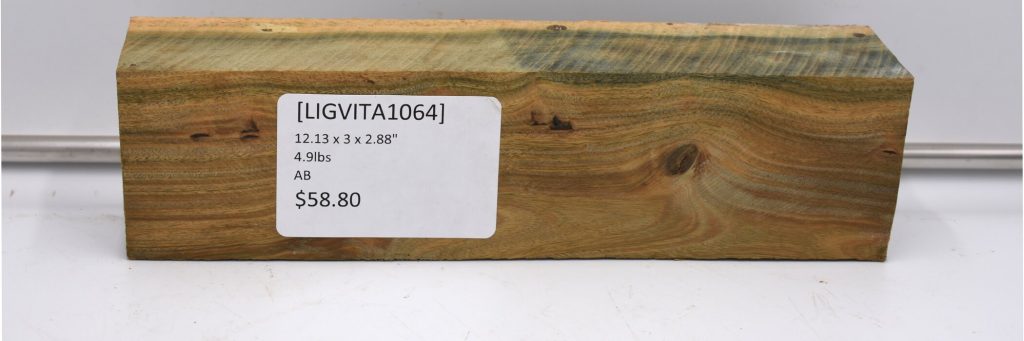 [LIGVITA1064]
12.13 x 3 x 2.88"
4.9lbs
AB
$58.80